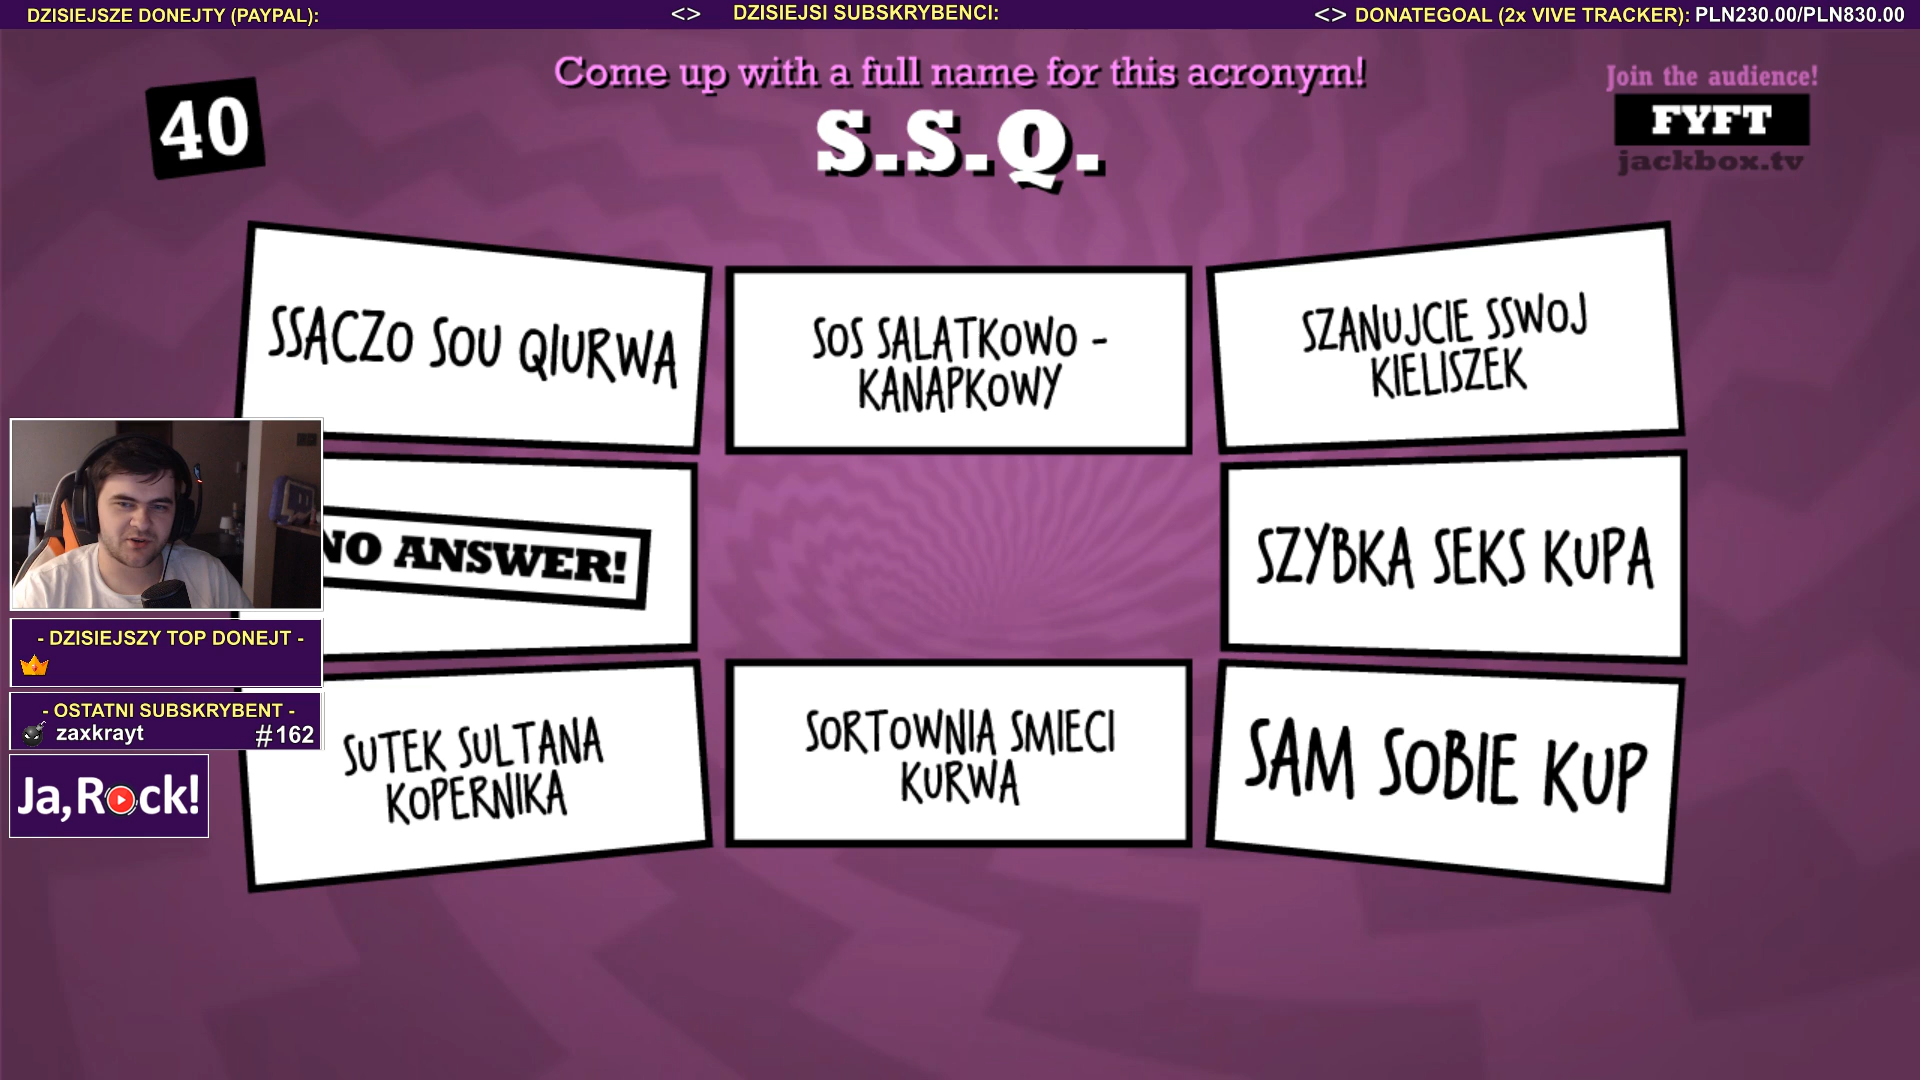 DZISIEJSZE DONEJTY (PAYPAL):
<>
DZISIEJSI SUBSKRYBENCI:
<> DONATEGOAL (2x VIVE TRACKER): PLN230.00/PLN830.00
Come up with a full name for this acronym!
40
S.S.Q.
Join the audience!
FYFT
jackbox.tv
SSACZO SOU QIURWA
SOS SALATKOWO -
KANAPKOWY
SZANUJCIE SSWOJ
KIELISZEK
NO ANSWER!
SZYBKA SEKS KUPA
- DZISIEJSZY TOP DONEJT -
- OSTATNI SUBSKRYBENT -
zaxkrayt #162
Ja,Rock!
SUTEK SULTANA
KOPERNIKA
SORTOWNIA SMIECI
KURWA
SAM SOBIE KUP